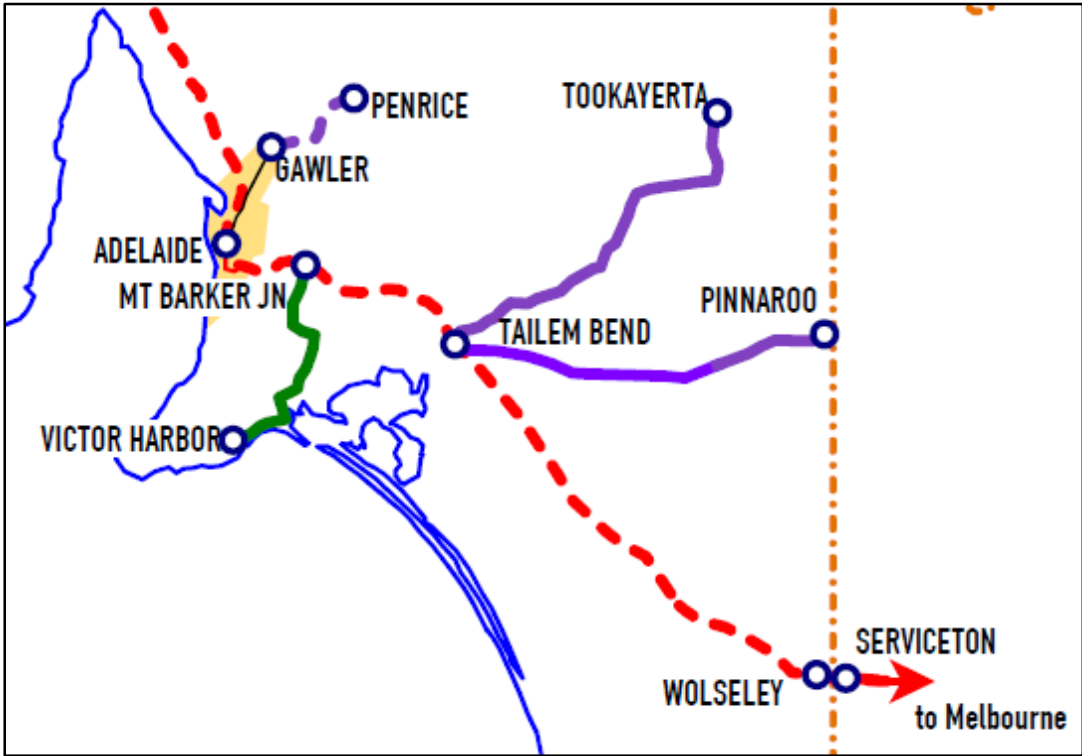 PENRICE
TOOKAYERTA
GAWLER
ADELAIDE
MT BARKER JN
PINNAROO
TAILEM BEND
VICTOR HARBOR
SERVICETON
WOLSELEY
to Melbourne